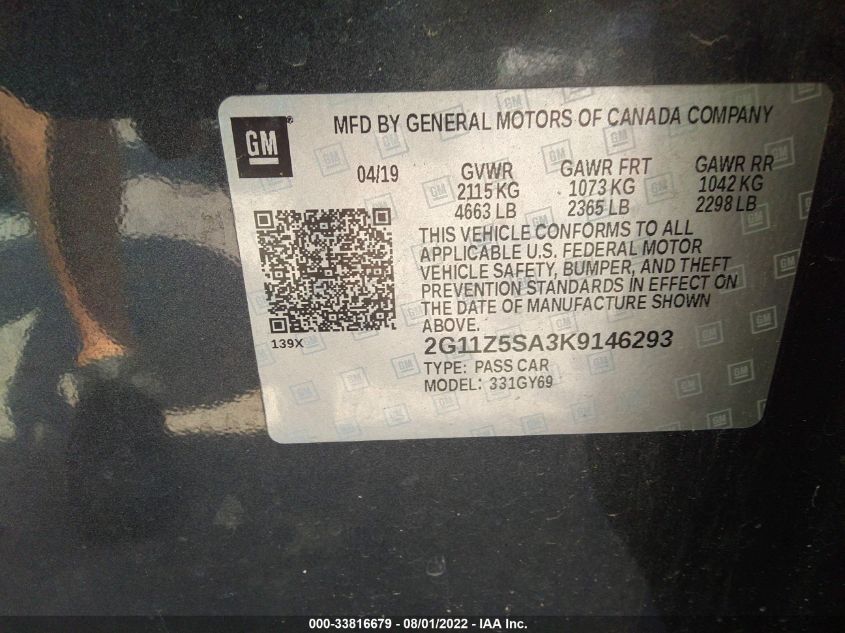 GM®
MFD BY GENERAL MOTORS OF CANADA COMPANY
04/19 GVWR GAWR FRT GAWR RR
2115 KG 1073 KG 1042 KG
4663 LB 2365 LB 2298 LB
THIS VEHICLE CONFORMS TO ALL
APPLICABLE U.S. FEDERAL MOTOR
VEHICLE SAFETY, BUMPER, AND THEFT
PREVENTION STANDARDS IN EFFECT ON
THE DATE OF MANUFACTURE SHOWN
ABOVE.
139X
2G11Z5SA3K9146293
TYPE: PASS CAR
MODEL: 331GY69
000-33816679 - 08/01/2022 - IAA Inc.